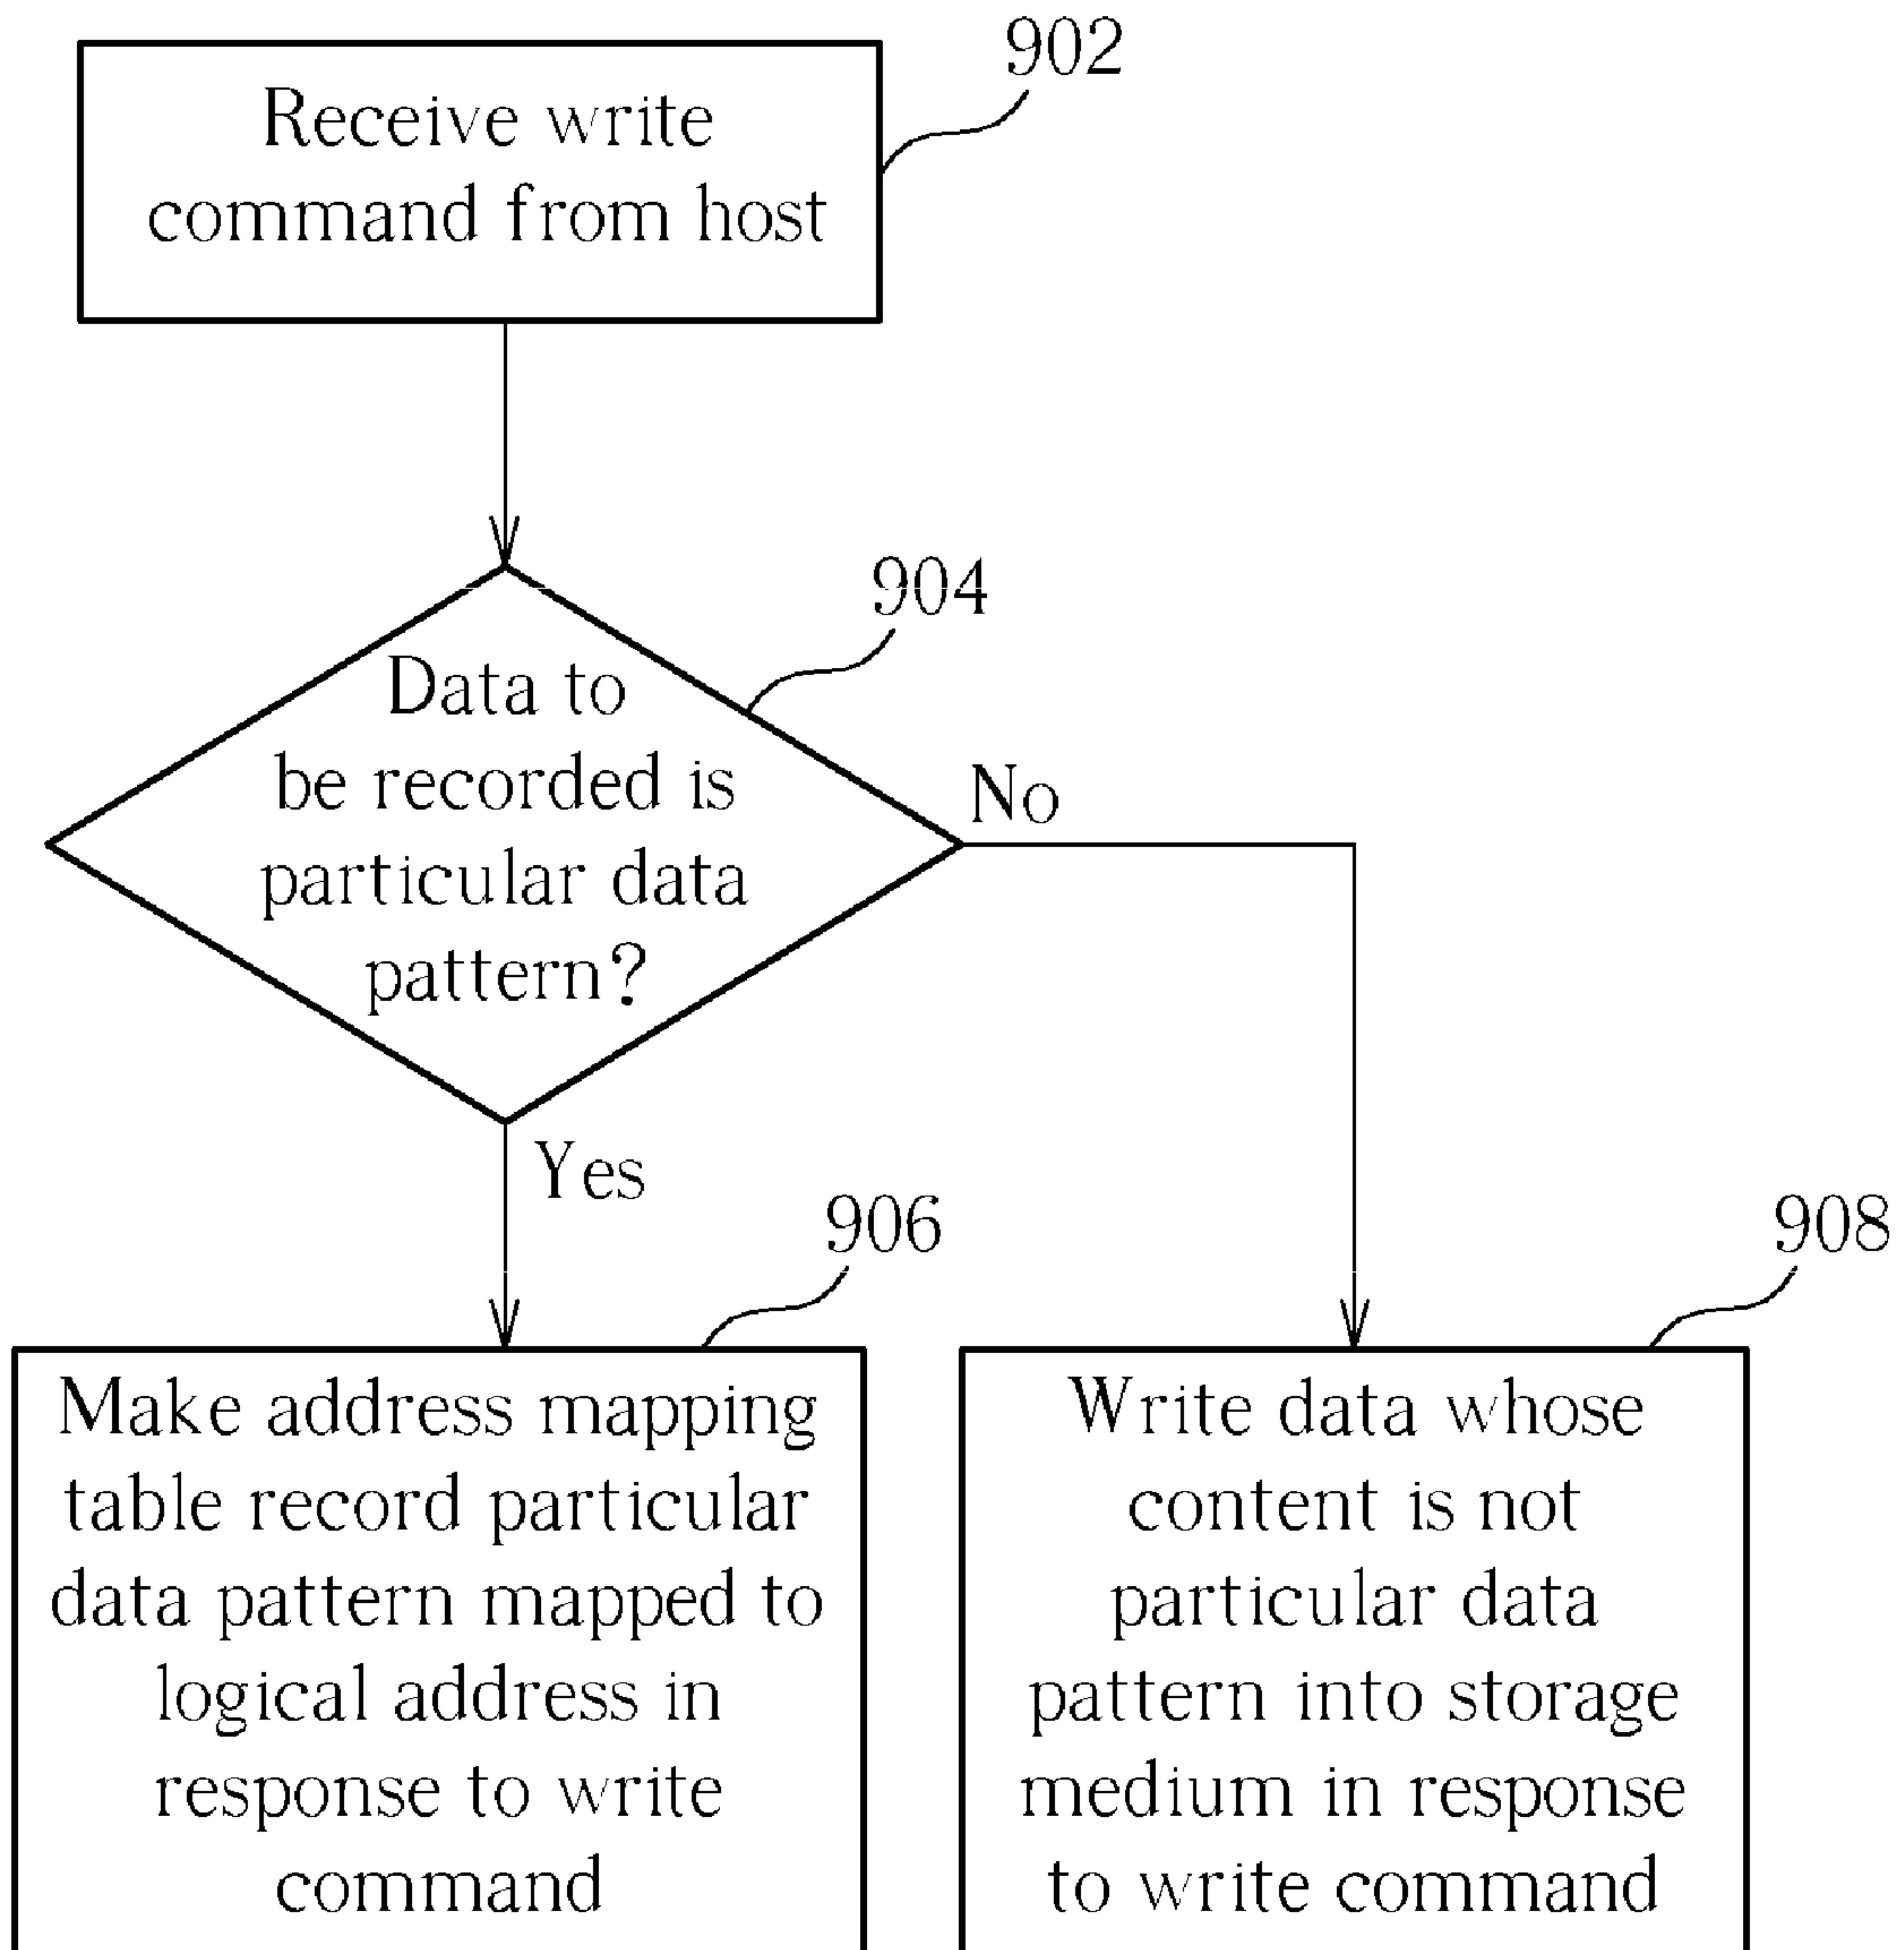 902
Receive write
command from host
904
Data to
be recorded is
particular data
pattern?
No
Yes
906
Make address mapping
table record particular
data pattern mapped to
logical address in
response to write
command
908
Write data whose
content is not
particular data
pattern into storage
medium in response
to write command